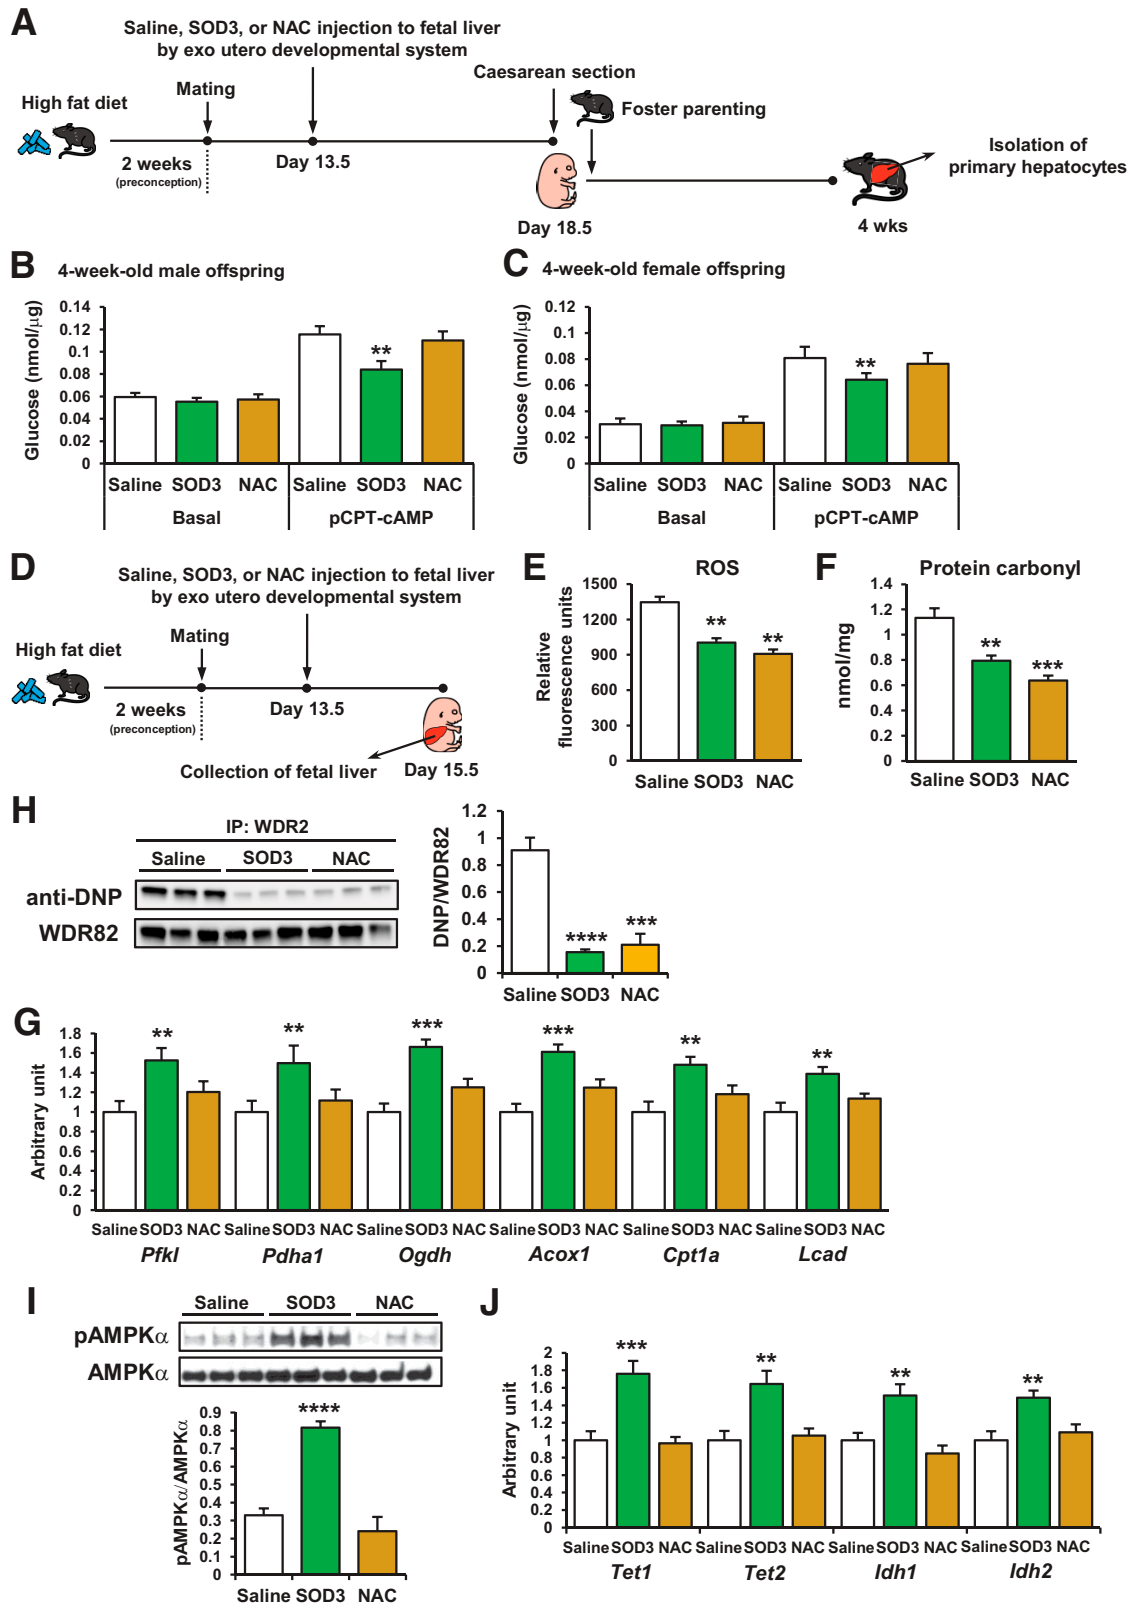 A
Saline, SOD3, or NAC injection to fetal liver
by exo utero developmental system
Caesarean section
Mating
High fat diet
Foster parenting
2 weeks
(preconception)
Day 13.5
Isolation of
primary hepatocytes
Day 18.5
4 wks
B
4-week-old male offspring
Glucose (nmol/μg)
0.14
0.12
0.1
0.08
0.06
0.04
0.02
0
**
Saline SOD3 NAC Saline SOD3 NAC
Basal pCPT-cAMP
C
4-week-old female offspring
Glucose (nmol/μg)
0.12
0.1
0.08
0.06
0.04
0.02
0
**
Saline SOD3 NAC Saline SOD3 NAC
Basal pCPT-cAMP
D
Saline, SOD3, or NAC injection to fetal liver
by exo utero developmental system
Mating
High fat diet
2 weeks
(preconception)
Day 13.5
Collection of fetal liver
Day 15.5
E
ROS
Relative
fluorescence units
1500
1200
900
600
300
0
** **
Saline SOD3 NAC
F
Protein carbonyl
nmol/mg
1.4
1.2
1
0.8
0.6
0.4
0.2
0
** ***
Saline SOD3 NAC
H
IP: WDR2
Saline SOD3 NAC
anti-DNP
WDR82
DNP/WDR82
1.2
1
0.8
0.6
0.4
0.2
0
**** ***
Saline SOD3 NAC
G
Arbitrary unit
1.8
1.6
1.4
1.2
1
0.8
0.6
0.4
0.2
0
** ** *** *** ** **
Saline SOD3 NAC Saline SOD3 NAC Saline SOD3 NAC Saline SOD3 NAC Saline SOD3 NAC Saline SOD3 NAC
Pfkl Pdha1 Ogdh Acox1 Cpt1a Lcad
I
Saline SOD3 NAC
pAMPKα
AMPKα
pAMPKα/AMPKα
0.9
0.8
0.7
0.6
0.5
0.4
0.3
0.2
0.1
0
****
Saline SOD3 NAC
J
Arbitrary unit
2
1.8
1.6
1.4
1.2
1
0.8
0.6
0.4
0.2
0
*** ** ** **
Saline SOD3 NAC Saline SOD3 NAC Saline SOD3 NAC Saline SOD3 NAC
Tet1 Tet2 Idh1 Idh2